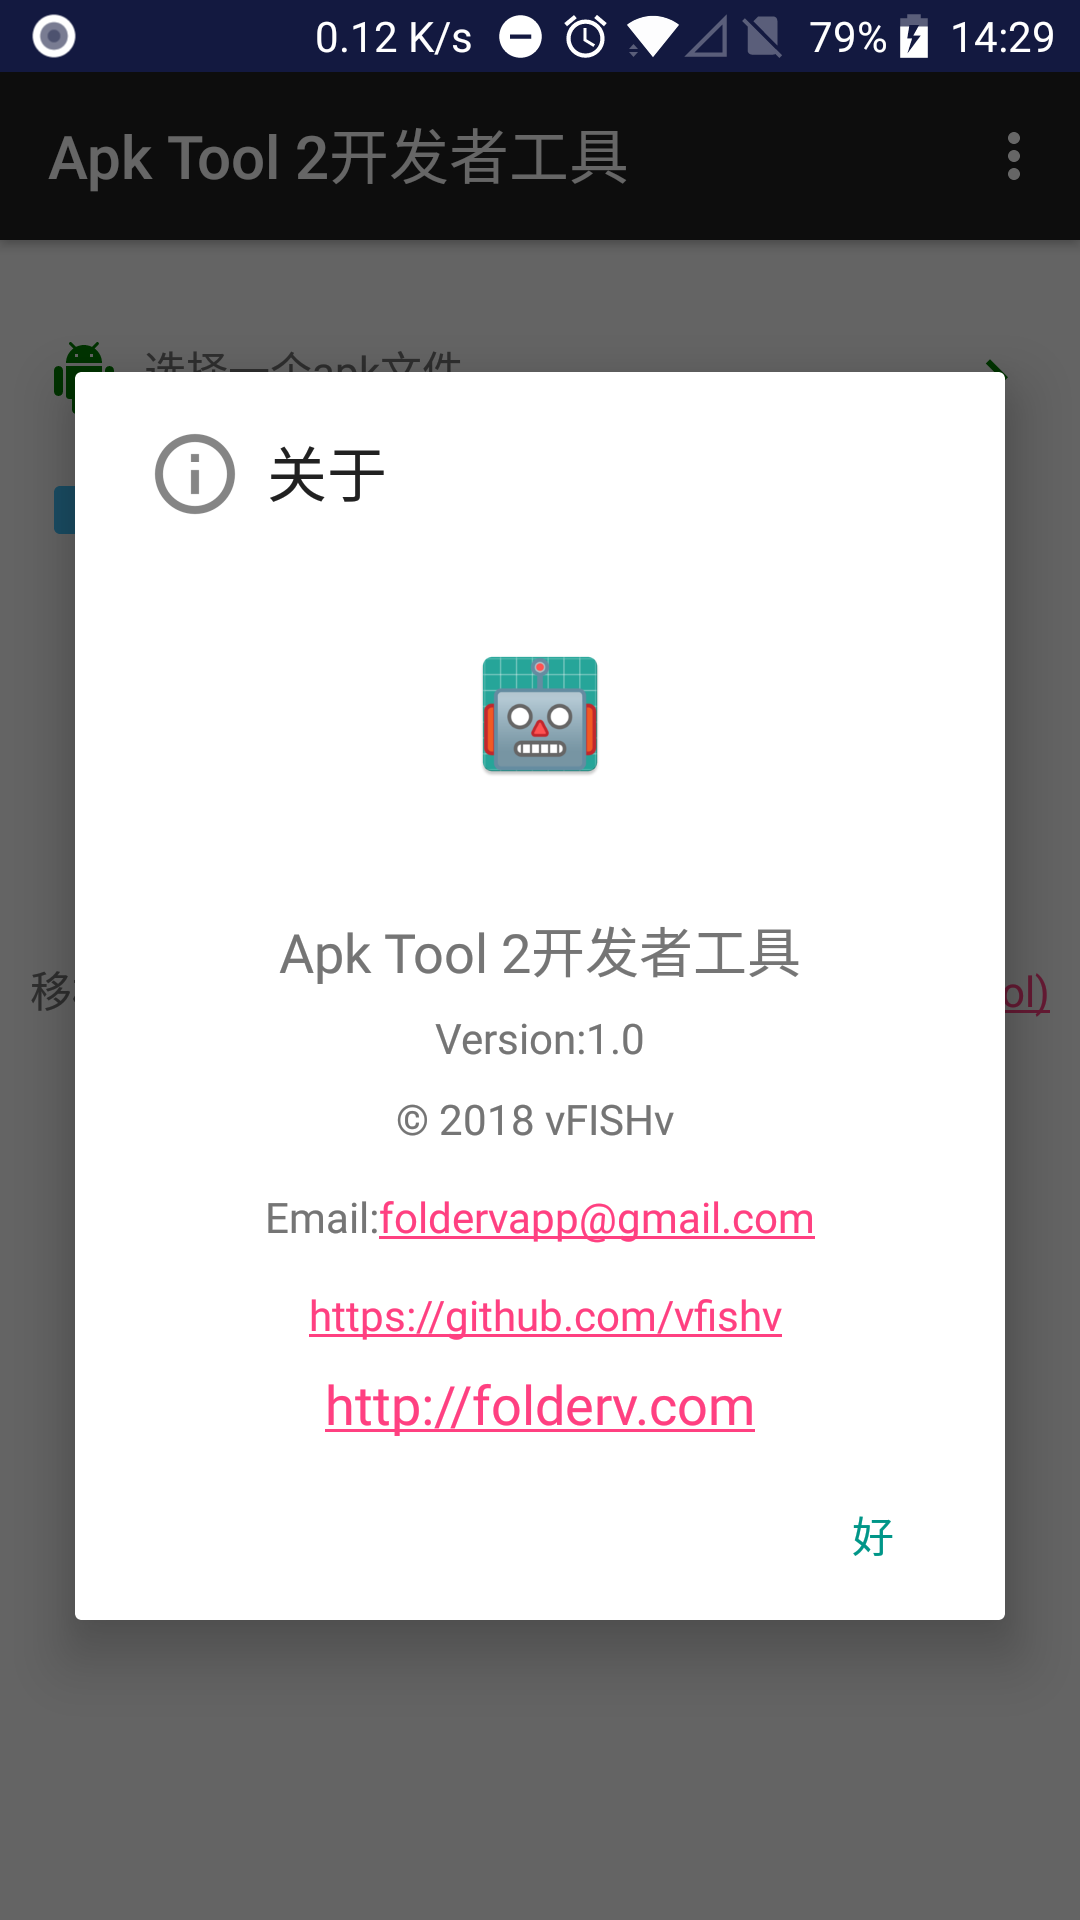 0.12 K/s 79% 14:29
Apk Tool 2开发者工具
选择一个apk文件
关于
Apk Tool 2开发者工具
移 ol)
Version:1.0
© 2018 vFISHv
Email:foldervapp@gmail.com
https://github.com/vfishv
http://folderv.com
好